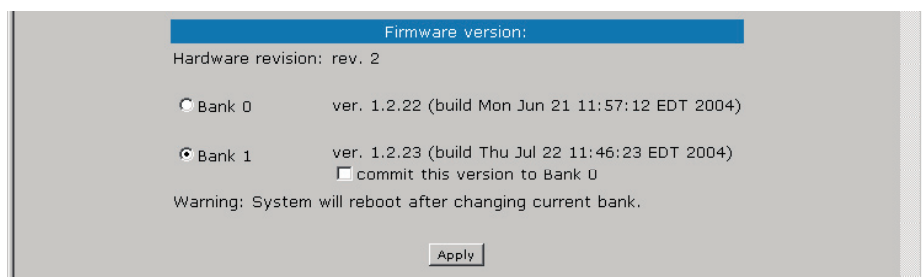 Firmware version:
Hardware revision: rev. 2
Bank 0 ver. 1.2.22 (build Mon Jun 21 11:57:12 EDT 2004)
Bank 1 ver. 1.2.23 (build Thu Jul 22 11:46:23 EDT 2004)
commit this version to Bank 0
Warning: System will reboot after changing current bank.
Apply